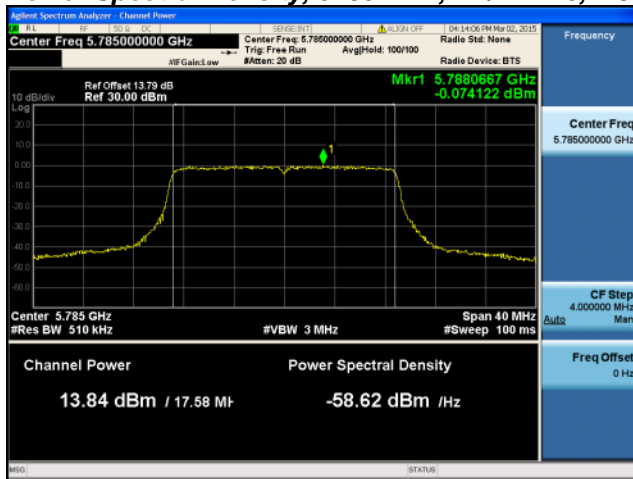 Agilent Spectrum Analyzer - Channel Power
RL RF 50 Ω DC SENSE:INT ALIGN OFF 04:14:06 PM Mar 02, 2015
Center Freq 5.785000000 GHz
Center Freq: 5.785000000 GHz
Radio Std: None
Trig: Free Run Avg|Hold: 100/100
#IFGain:Low
#Atten: 20 dB
Radio Device: BTS
Frequency
Mkr1 5.7880667 GHz
-0.074122 dBm
Ref Offset 13.79 dB
10 dB/div Ref 30.00 dBm
Log
20.0
10.0
0.00
-10.0
-20.0
-30.0
-40.0
-50.0
-60.0
1
Center Freq
5.785000000 GHz
Center 5.785 GHz
Span 40 MHz
#Res BW 510 kHz
#VBW 3 MHz
#Sweep 100 ms
CF Step
4.000000 MHz
Auto Man
Channel Power
Power Spectral Density
Freq Offset
0 Hz
13.84 dBm / 17.58 MH
-58.62 dBm /Hz
MSG
STATUS